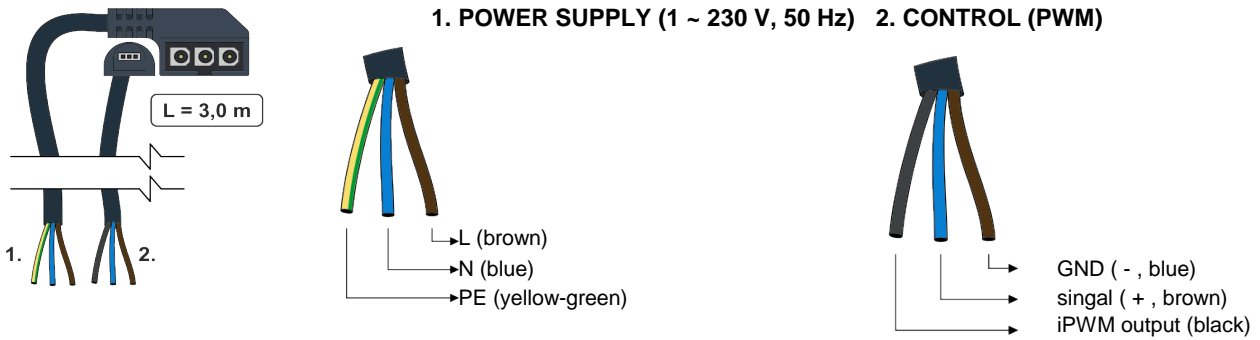 1. POWER SUPPLY (1 ~ 230 V, 50 Hz) 2. CONTROL (PWM)
L = 3,0 m
1.
2.
L (brown)
N (blue)
PE (yellow-green)
GND ( - , blue)
singal ( + , brown)
iPWM output (black)